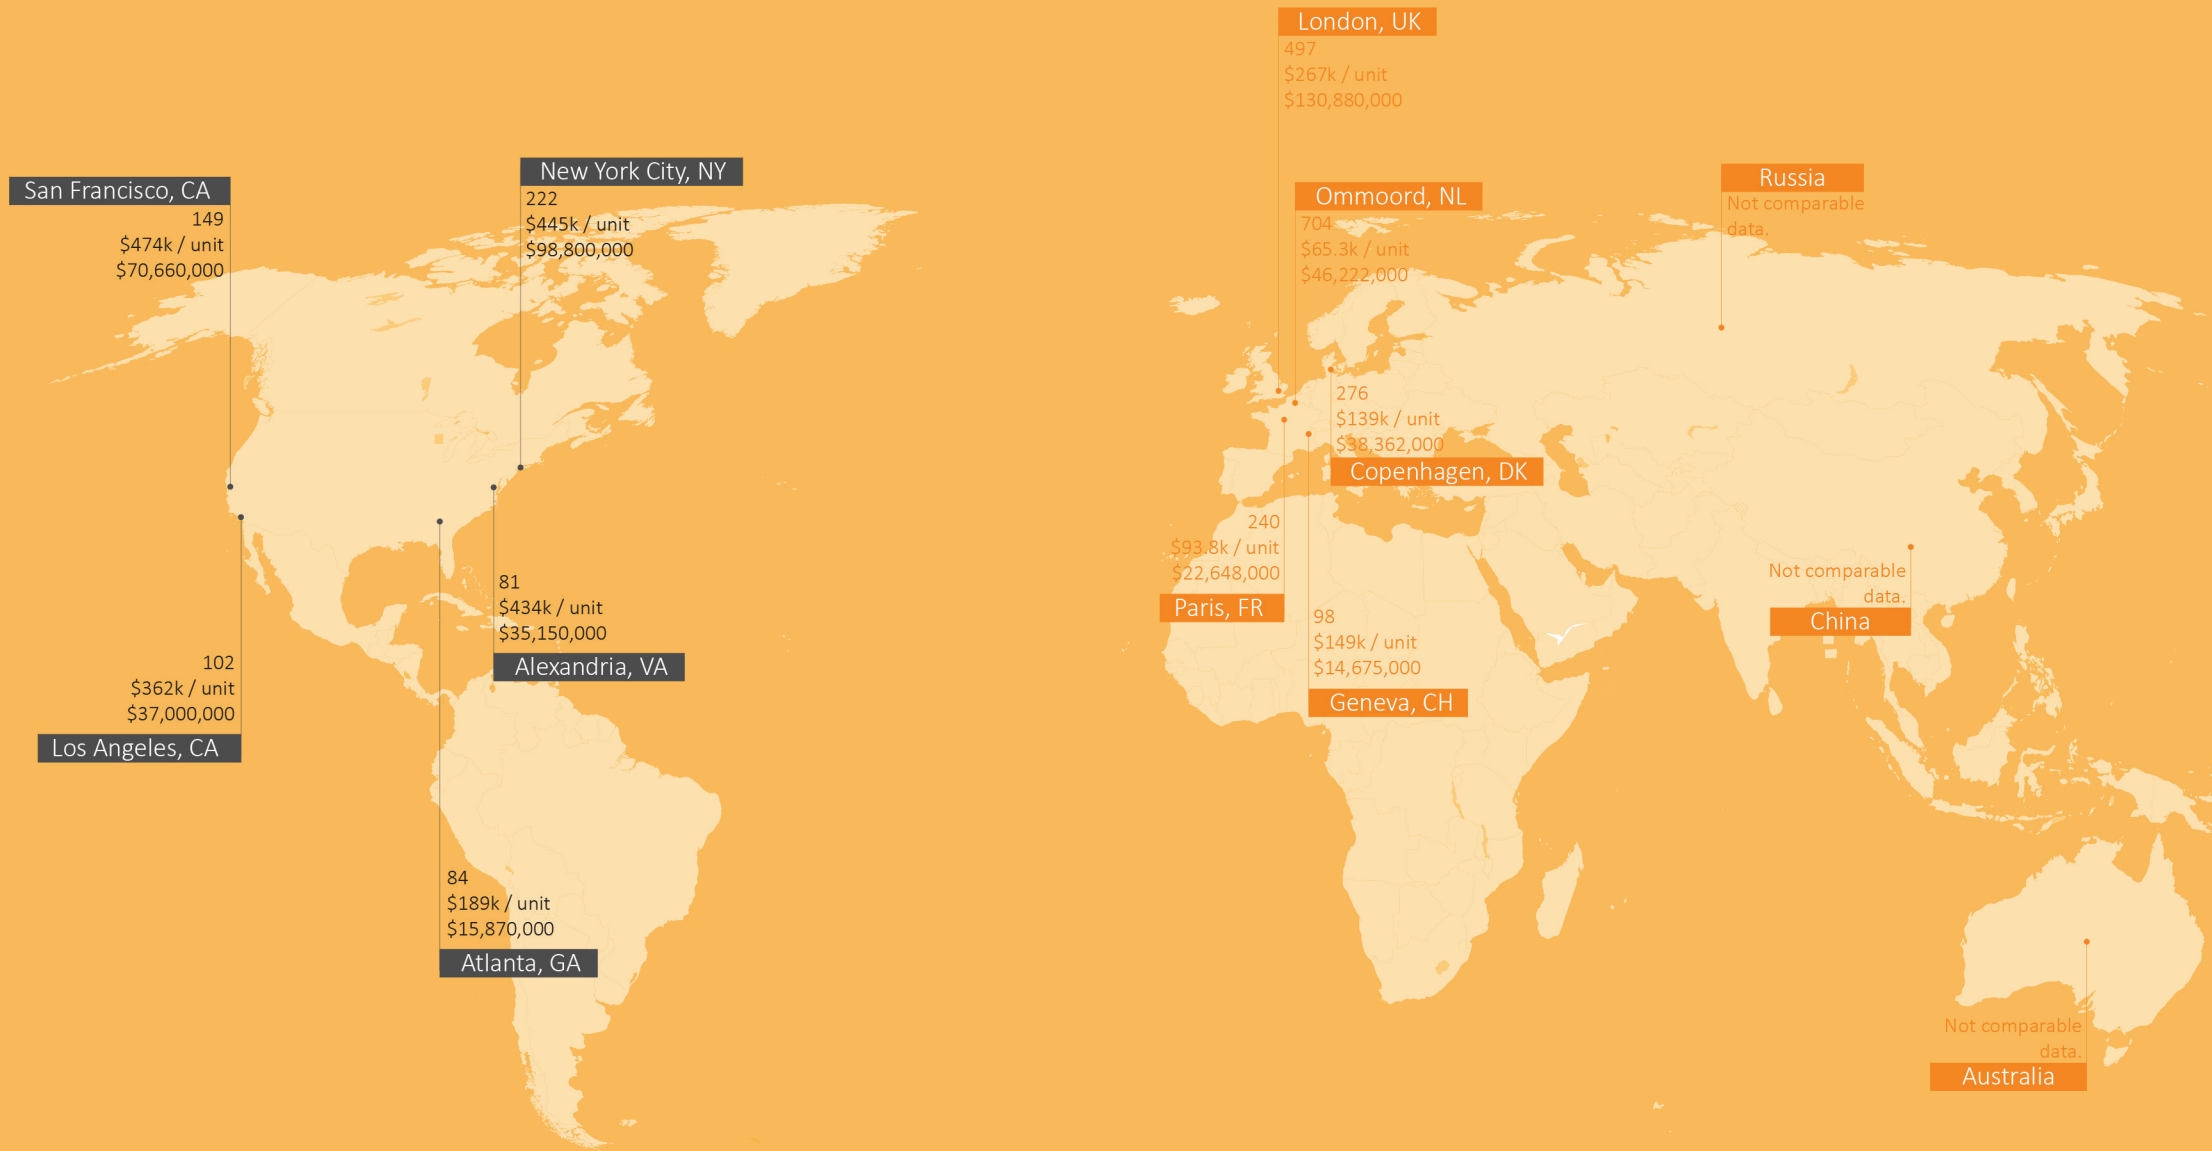 London, UK
497
$267k / unit
$130,880,000
New York City, NY
222
$445k / unit
$98,800,000
San Francisco, CA
149
$474k / unit
$70,660,000
Ommoord, NL
704
$65.3k / unit
$46,222,000
Russia
Not comparable
data.
276
$139k / unit
$38,362,000
Copenhagen, DK
240
$93.8k / unit
$22,648,000
Paris, FR
98
$149k / unit
$14,675,000
Geneva, CH
Not comparable
data.
China
81
$434k / unit
$35,150,000
Alexandria, VA
102
$362k / unit
$37,000,000
Los Angeles, CA
84
$189k / unit
$15,870,000
Atlanta, GA
Not comparable
data.
Australia